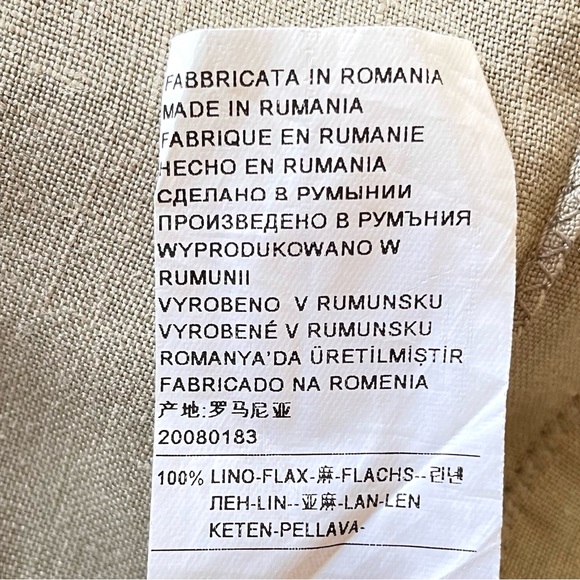 FABBRICATA IN ROMANIA
MADE IN RUMANIA
FABRIQUE EN RUMANIE
HECHO EN RUMANIA
СДЕЛАНО В РУМЫНИИ
ПРОИЗВЕДЕНО В РУМЪНИЯ
WYPRODUKOWANO W
RUMUNII
VYROBENO V RUMUNSKU
VYROBENÉ V RUMUNSKU
ROMANYA'DA ÜRETİLMİŞTİR
FABRICADO NA ROMENIA
产地:罗马尼亚
20080183
100% LINO-FLAX-麻-FLACHS--리넨
ЛЕН-LIN--亚麻-LAN-LEN
KETEN-PELLAVA-